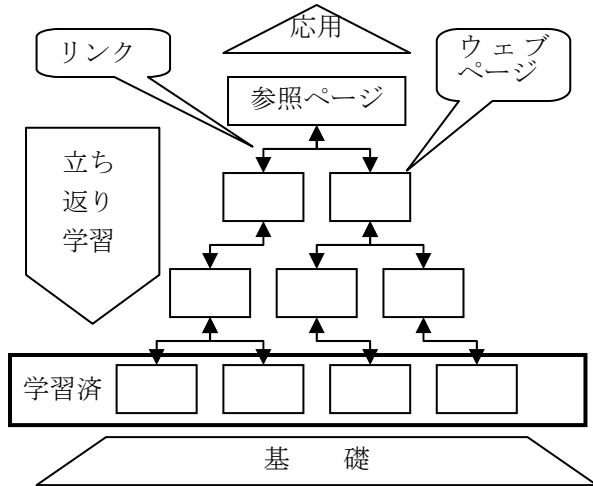 応用
リンク
ウェブ
ページ
参照ページ
立ち
返り
学習
学習済
基　礎